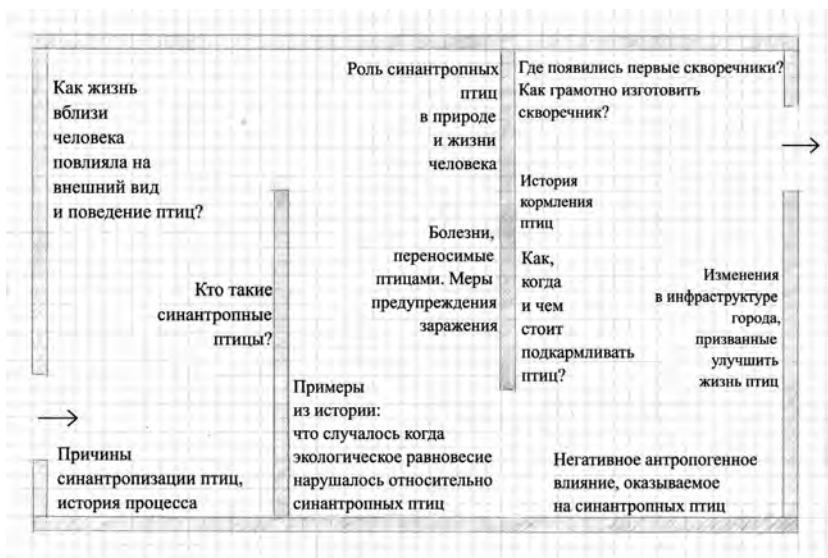 Как жизнь
вблизи
человека
повлияла на
внешний вид
и поведение птиц?
Кто такие
синантропные
птицы?
Причины
синантропизации птиц,
история процесса
Роль синантропных
птиц
в природе
и жизни
человека
Болезни,
переносимые
птицами. Меры
предупреждения
заражения
Примеры
из истории:
что случалось когда
экологическое равновесие
нарушалось относительно
синантропных птиц
Где появились первые скворечники?
Как грамотно изготовить
скворечник?
История
кормления
птиц
Как,
когда
и чем
стоит
подкармливать
птиц?
Изменения
в инфраструктуре
города,
призванные
улучшить
жизнь птиц
Негативное антропогенное
влияние, оказываемое
на синантропных птиц